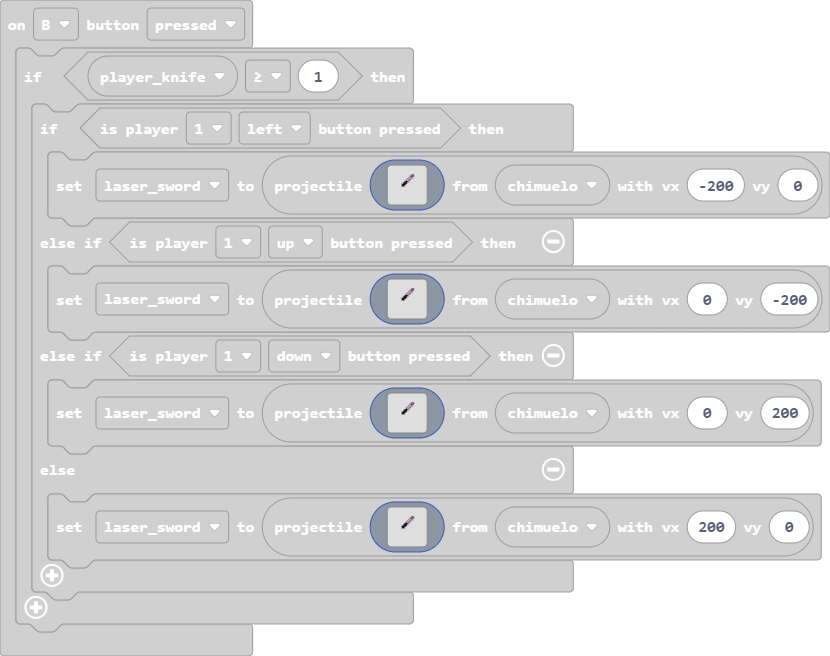 on B button pressed
if player_knife ≥ 1 then
if is player 1 left button pressed then
set laser_sword to projectile from chimuelo with vx -200 vy 0
else if is player 1 up button pressed then
set laser_sword to projectile from chimuelo with vx 0 vy -200
else if is player 1 down button pressed then
set laser_sword to projectile from chimuelo with vx 0 vy 200
else
set laser_sword to projectile from chimuelo with vx 200 vy 0